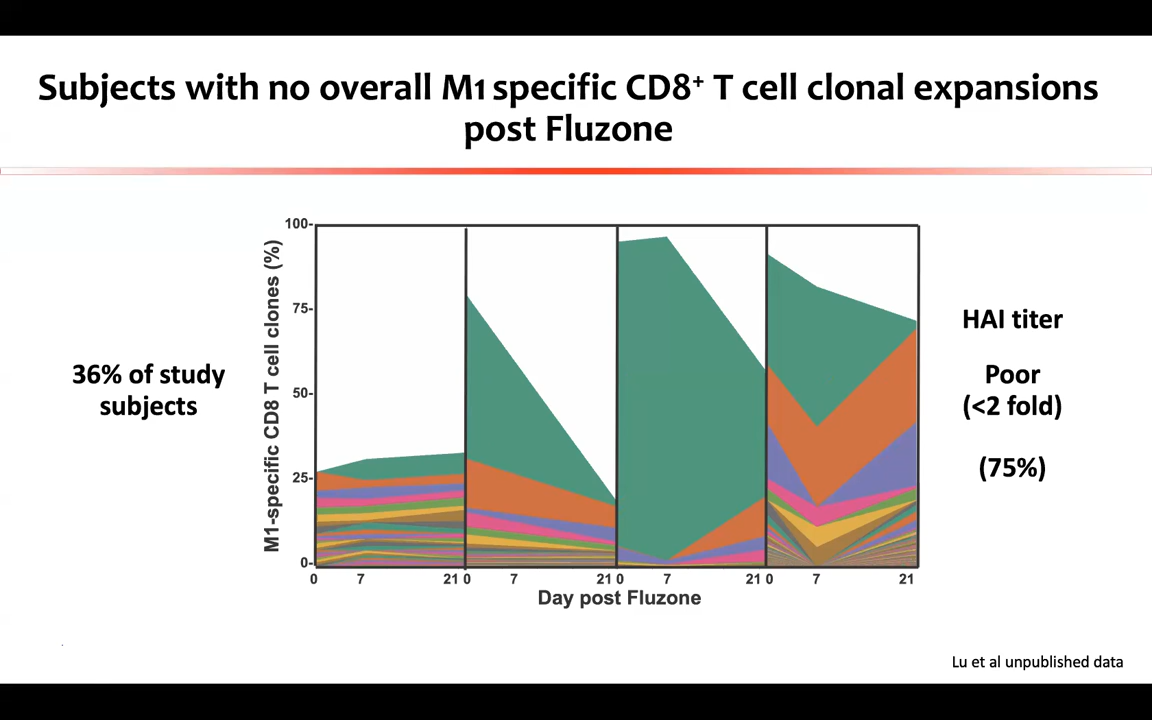 Subjects with no overall M1 specific CD8⁺ T cell clonal expansions
post Fluzone
36% of study
subjects
M1-specific CD8 T cell clones (%)
100-
75-
50-
25-
0-
0 7 21 0 7 21 0 7 21 0 7 21
Day post Fluzone
HAI titer
Poor
(<2 fold)
(75%)
Lu et al unpublished data